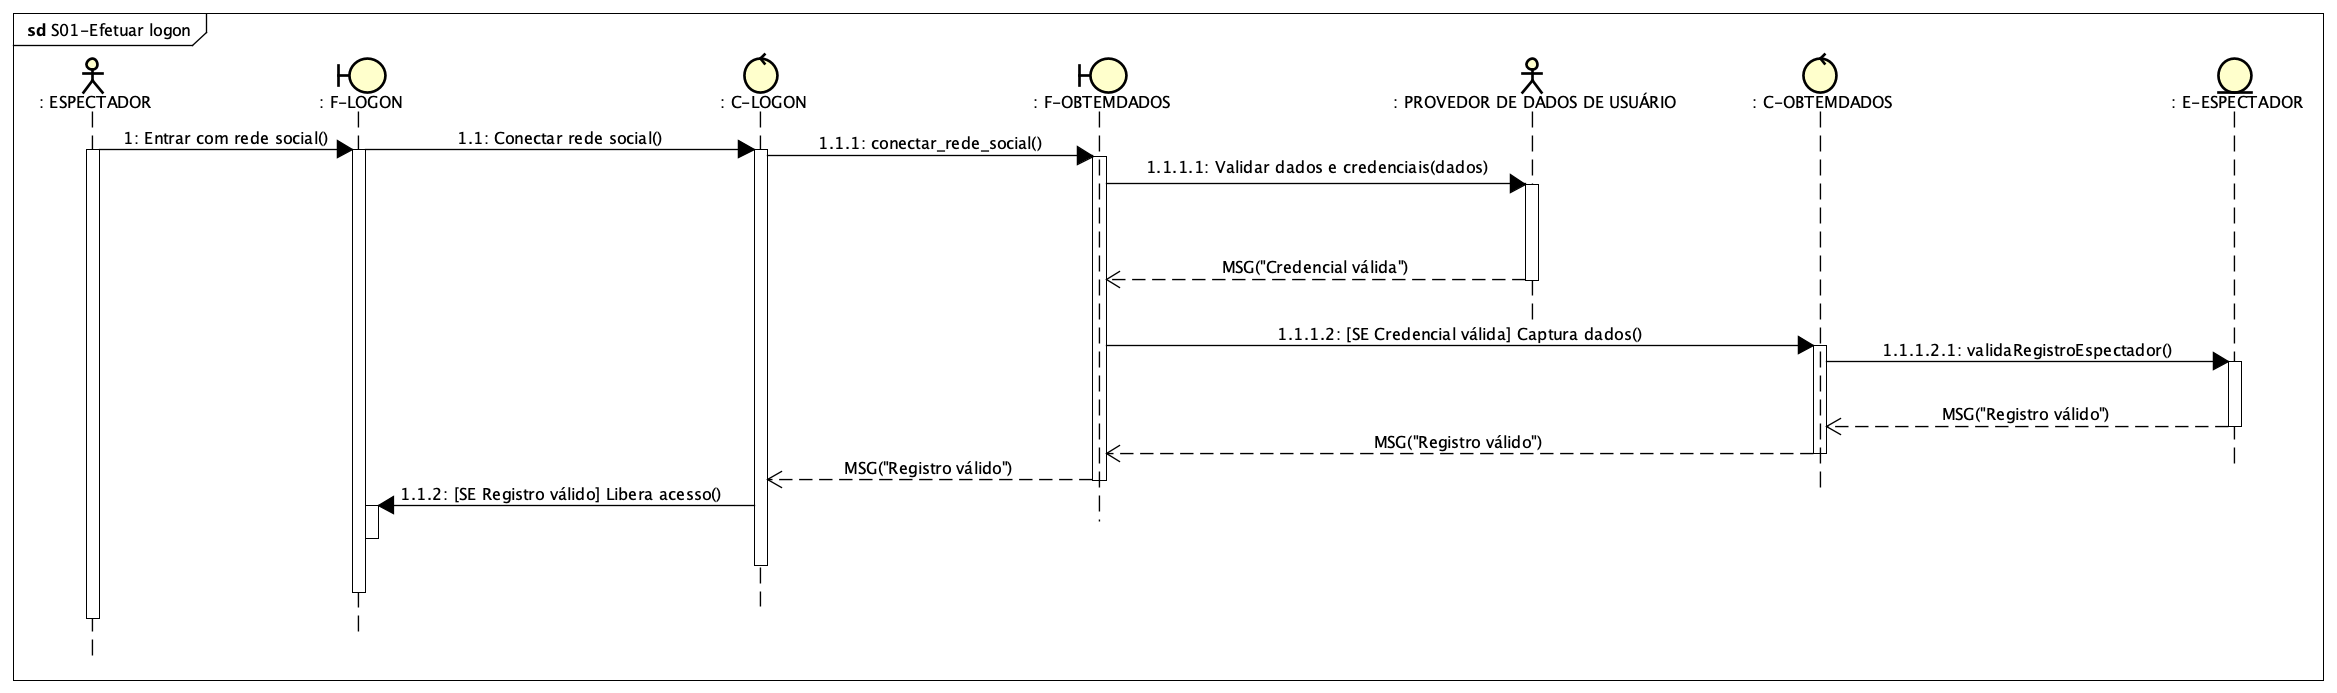 sd S01-Efetuar logon
: ESPECTADOR
: F-LOGON
: C-LOGON
: F-OBTEMDADOS
: PROVEDOR DE DADOS DE USUÁRIO
: C-OBTEMDADOS
: E-ESPECTADOR
1: Entrar com rede social()
1.1: Conectar rede social()
1.1.1: conectar_rede_social()
1.1.1.1: Validar dados e credenciais(dados)
MSG("Credencial válida")
1.1.1.2: [SE Credencial válida] Captura dados()
1.1.1.2.1: validaRegistroEspectador()
MSG("Registro válido")
MSG("Registro válido")
MSG("Registro válido")
1.1.2: [SE Registro válido] Libera acesso()